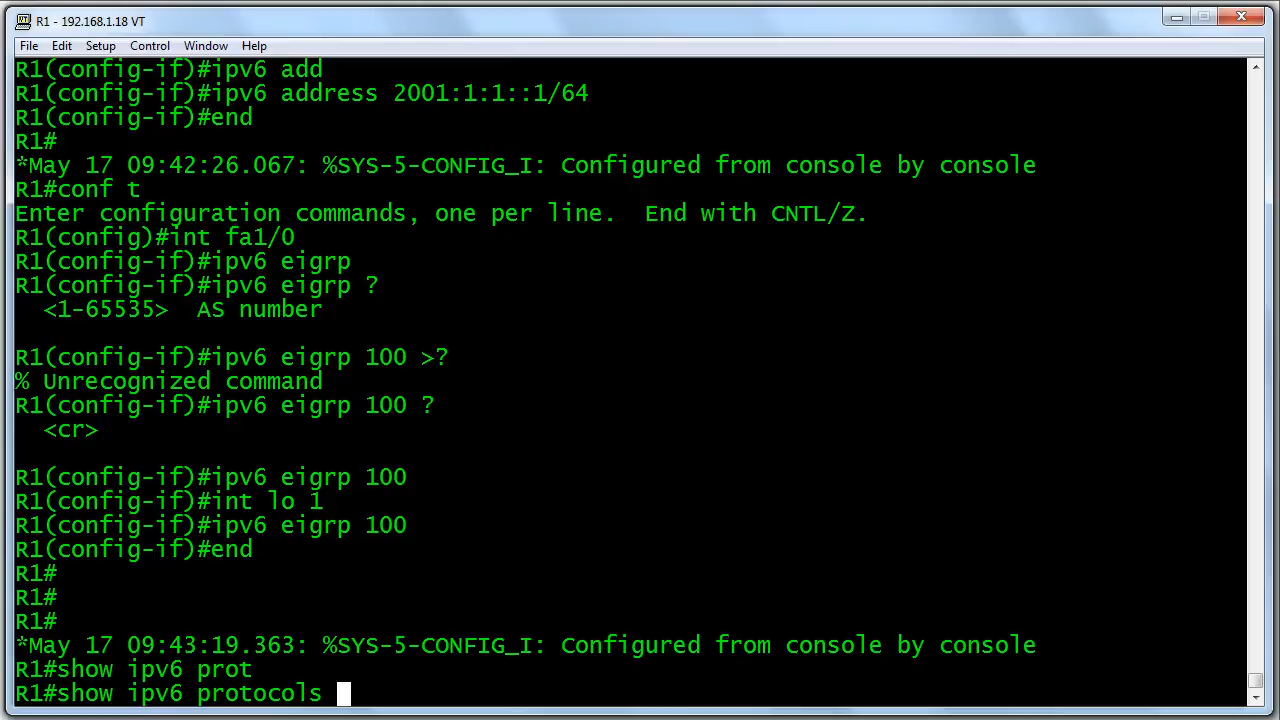 R1 - 192.168.1.18 VT
File Edit Setup Control Window Help
R1(config-if)#ipv6 add
R1(config-if)#ipv6 address 2001:1:1::1/64
R1(config-if)#end
R1#
*May 17 09:42:26.067: %SYS-5-CONFIG_I: Configured from console by console
R1#conf t
Enter configuration commands, one per line.  End with CNTL/Z.
R1(config)#int fa1/0
R1(config-if)#ipv6 eigrp
R1(config-if)#ipv6 eigrp ?
  <1-65535>  AS number
R1(config-if)#ipv6 eigrp 100 >?
% Unrecognized command
R1(config-if)#ipv6 eigrp 100 ?
  <cr>
R1(config-if)#ipv6 eigrp 100
R1(config-if)#int lo 1
R1(config-if)#ipv6 eigrp 100
R1(config-if)#end
R1#
R1#
R1#
*May 17 09:43:19.363: %SYS-5-CONFIG_I: Configured from console by console
R1#show ipv6 prot
R1#show ipv6 protocols